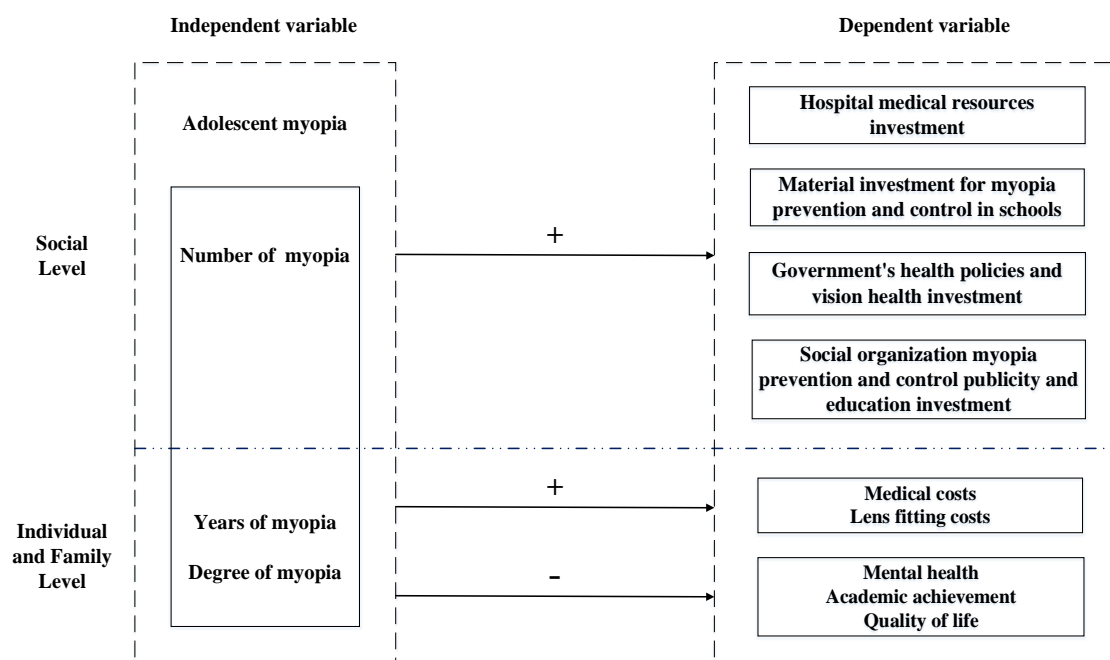 Independent variable
Dependent variable
Adolescent myopia
Hospital medical resources
investment
Material investment for myopia
prevention and control in schools
Social
Level
Number of myopia
+
Government's health policies and
vision health investment
Social organization myopia
prevention and control publicity and
education investment
Individual
and Family
Level
Years of myopia
Degree of myopia
+
-
Medical costs
Lens fitting costs
Mental health
Academic achievement
Quality of life